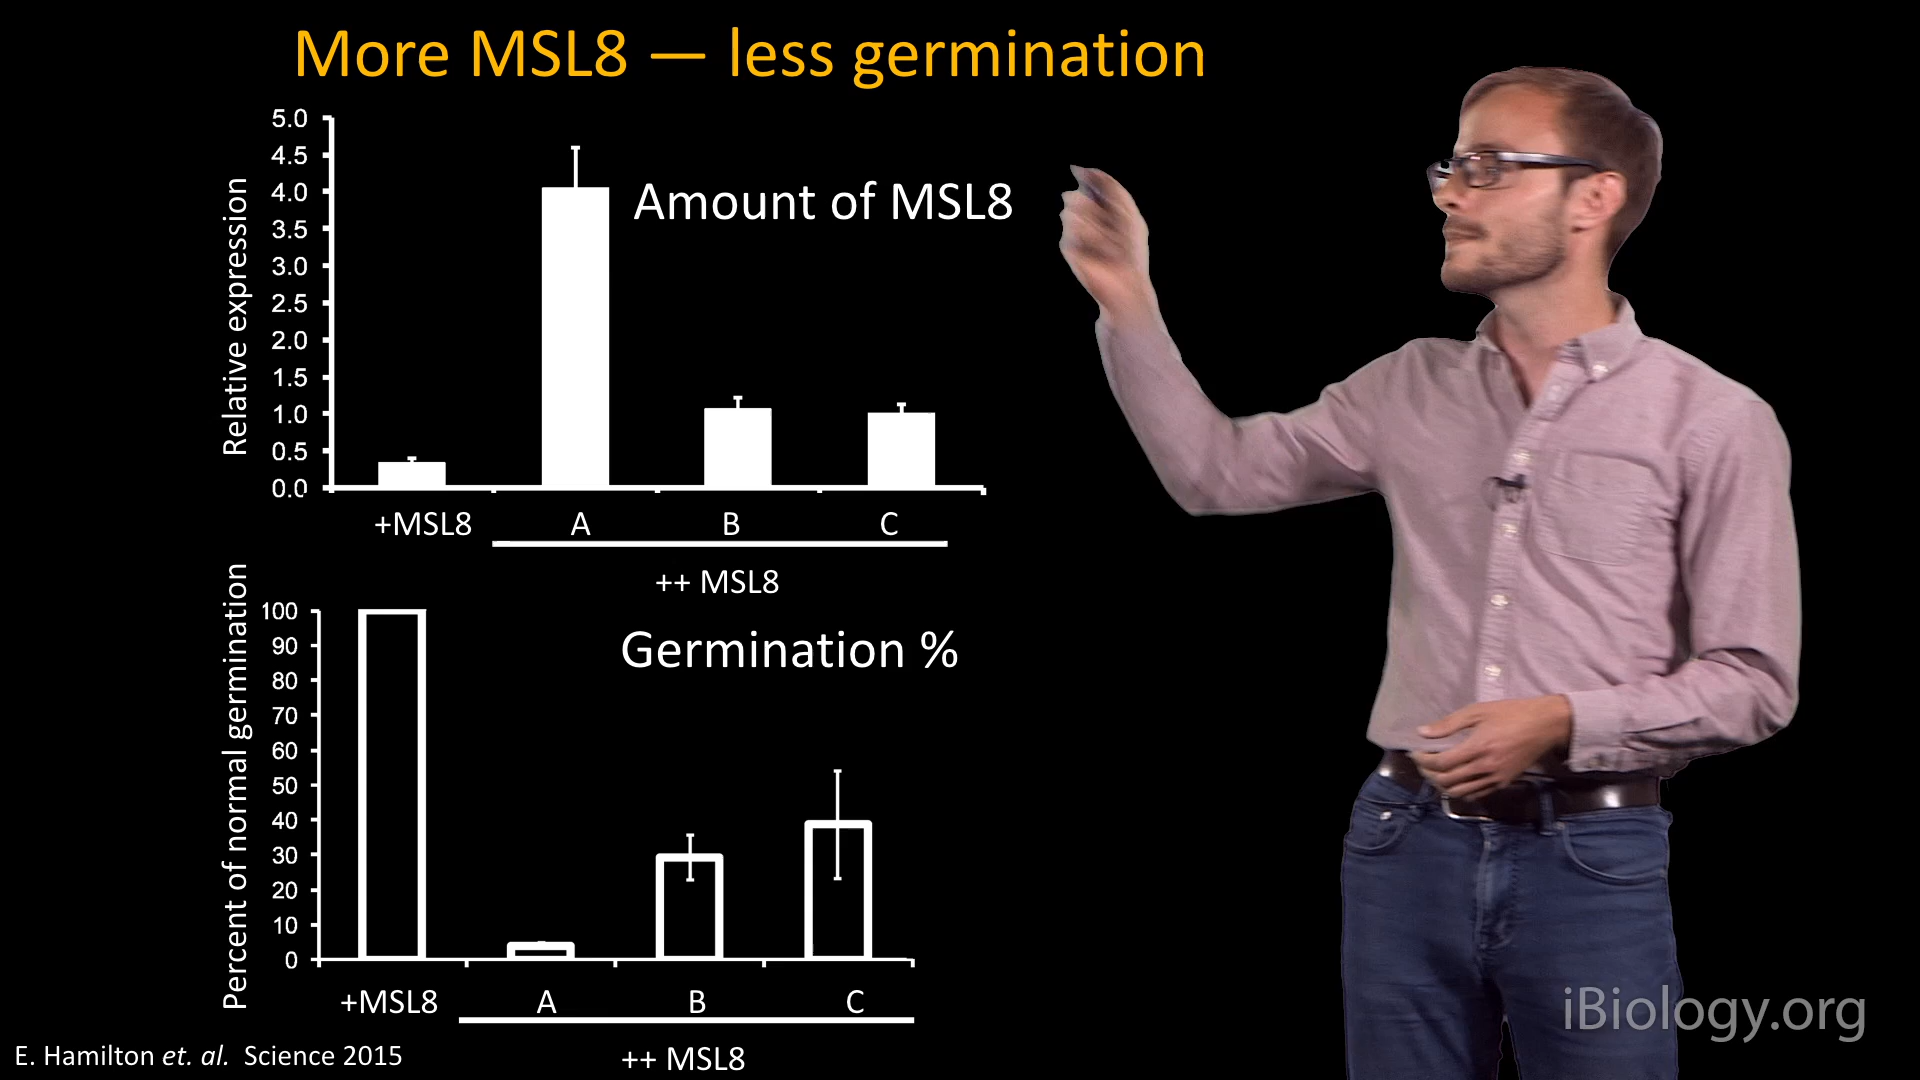 More MSL8 — less germination
5.0
4.5
4.0
3.5
3.0
2.5
2.0
1.5
1.0
0.5
0.0
Relative expression
Amount of MSL8
+MSL8 A B C
++ MSL8
100
90
80
70
60
50
40
30
20
10
0
Percent of normal germination
Germination %
+MSL8 A B C
++ MSL8
E. Hamilton et. al. Science 2015
iBiology.org